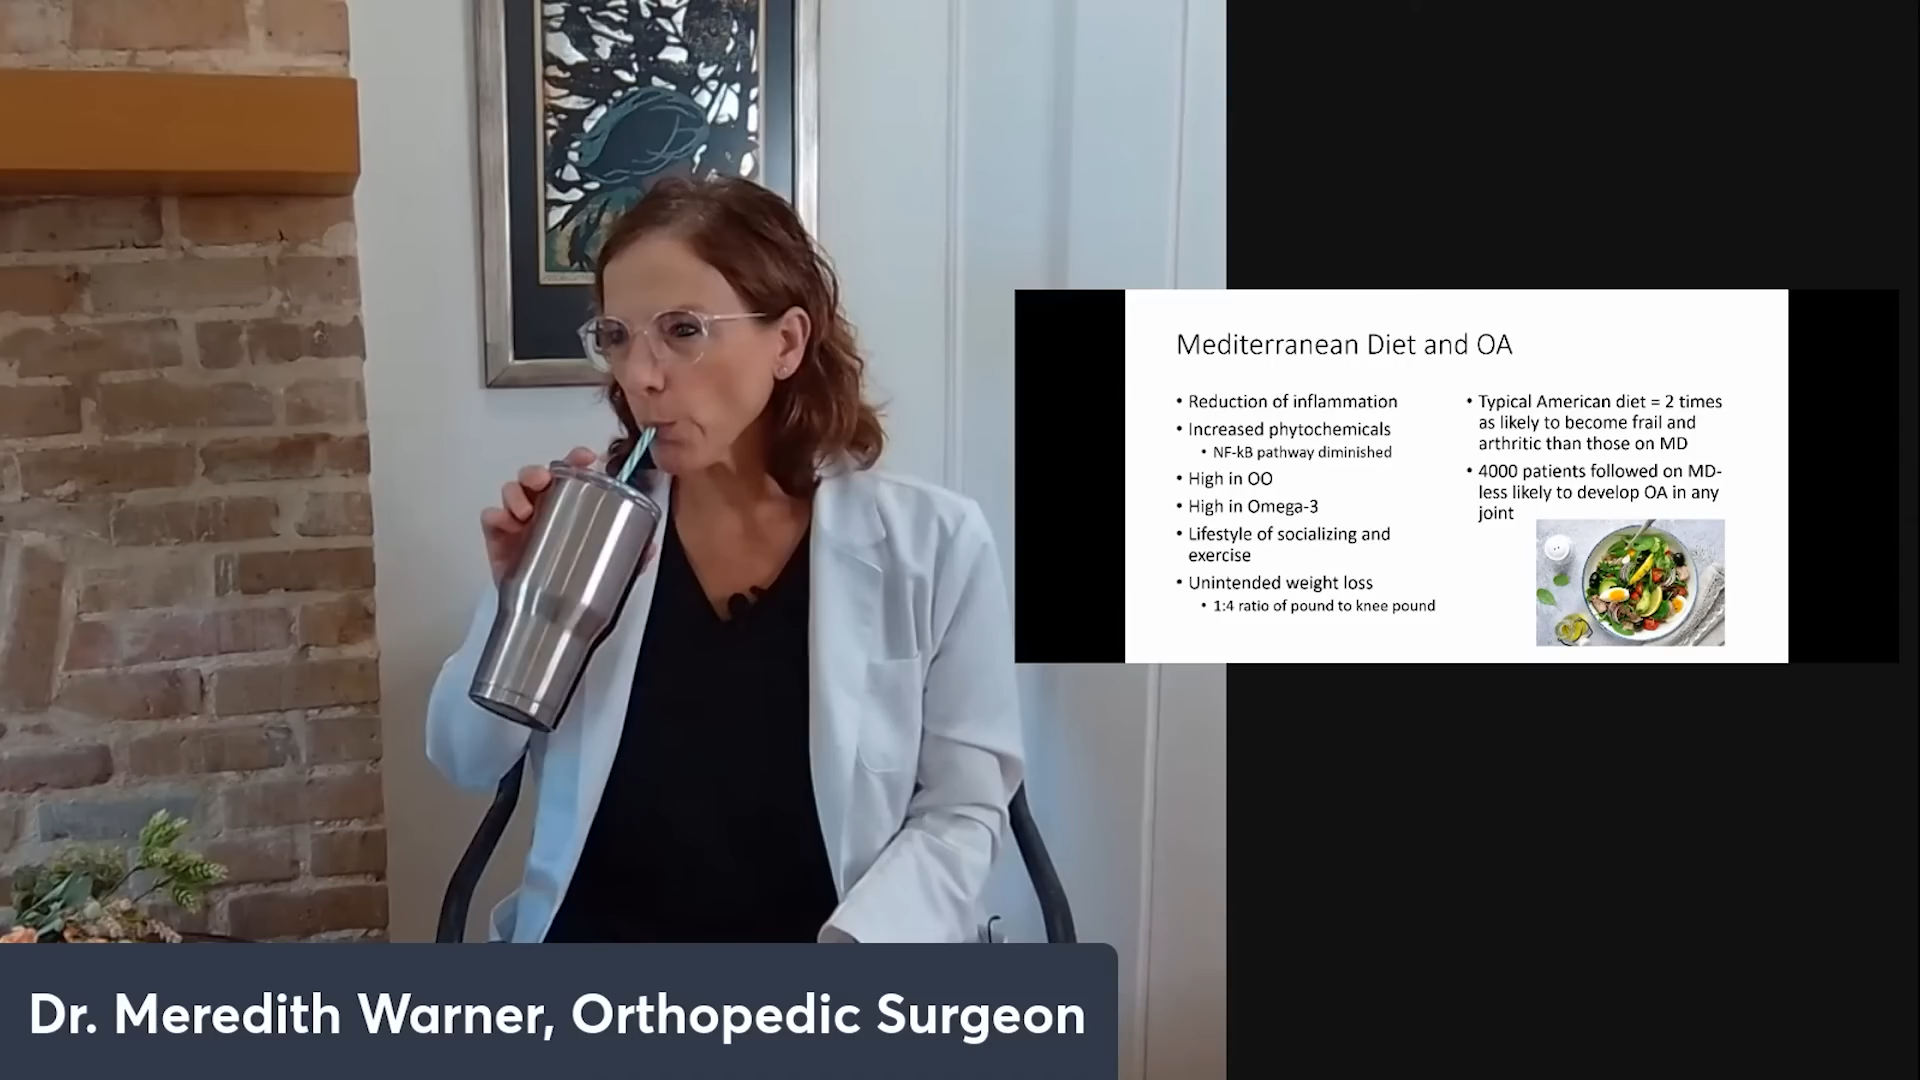 Mediterranean Diet and OA
• Reduction of inflammation
• Increased phytochemicals
• NF-kB pathway diminished
• High in OO
• High in Omega-3
• Lifestyle of socializing and
exercise
• Unintended weight loss
• 1:4 ratio of pound to knee pound
• Typical American diet = 2 times
as likely to become frail and
arthritic than those on MD
• 4000 patients followed on MD-
less likely to develop OA in any
joint
Dr. Meredith Warner, Orthopedic Surgeon